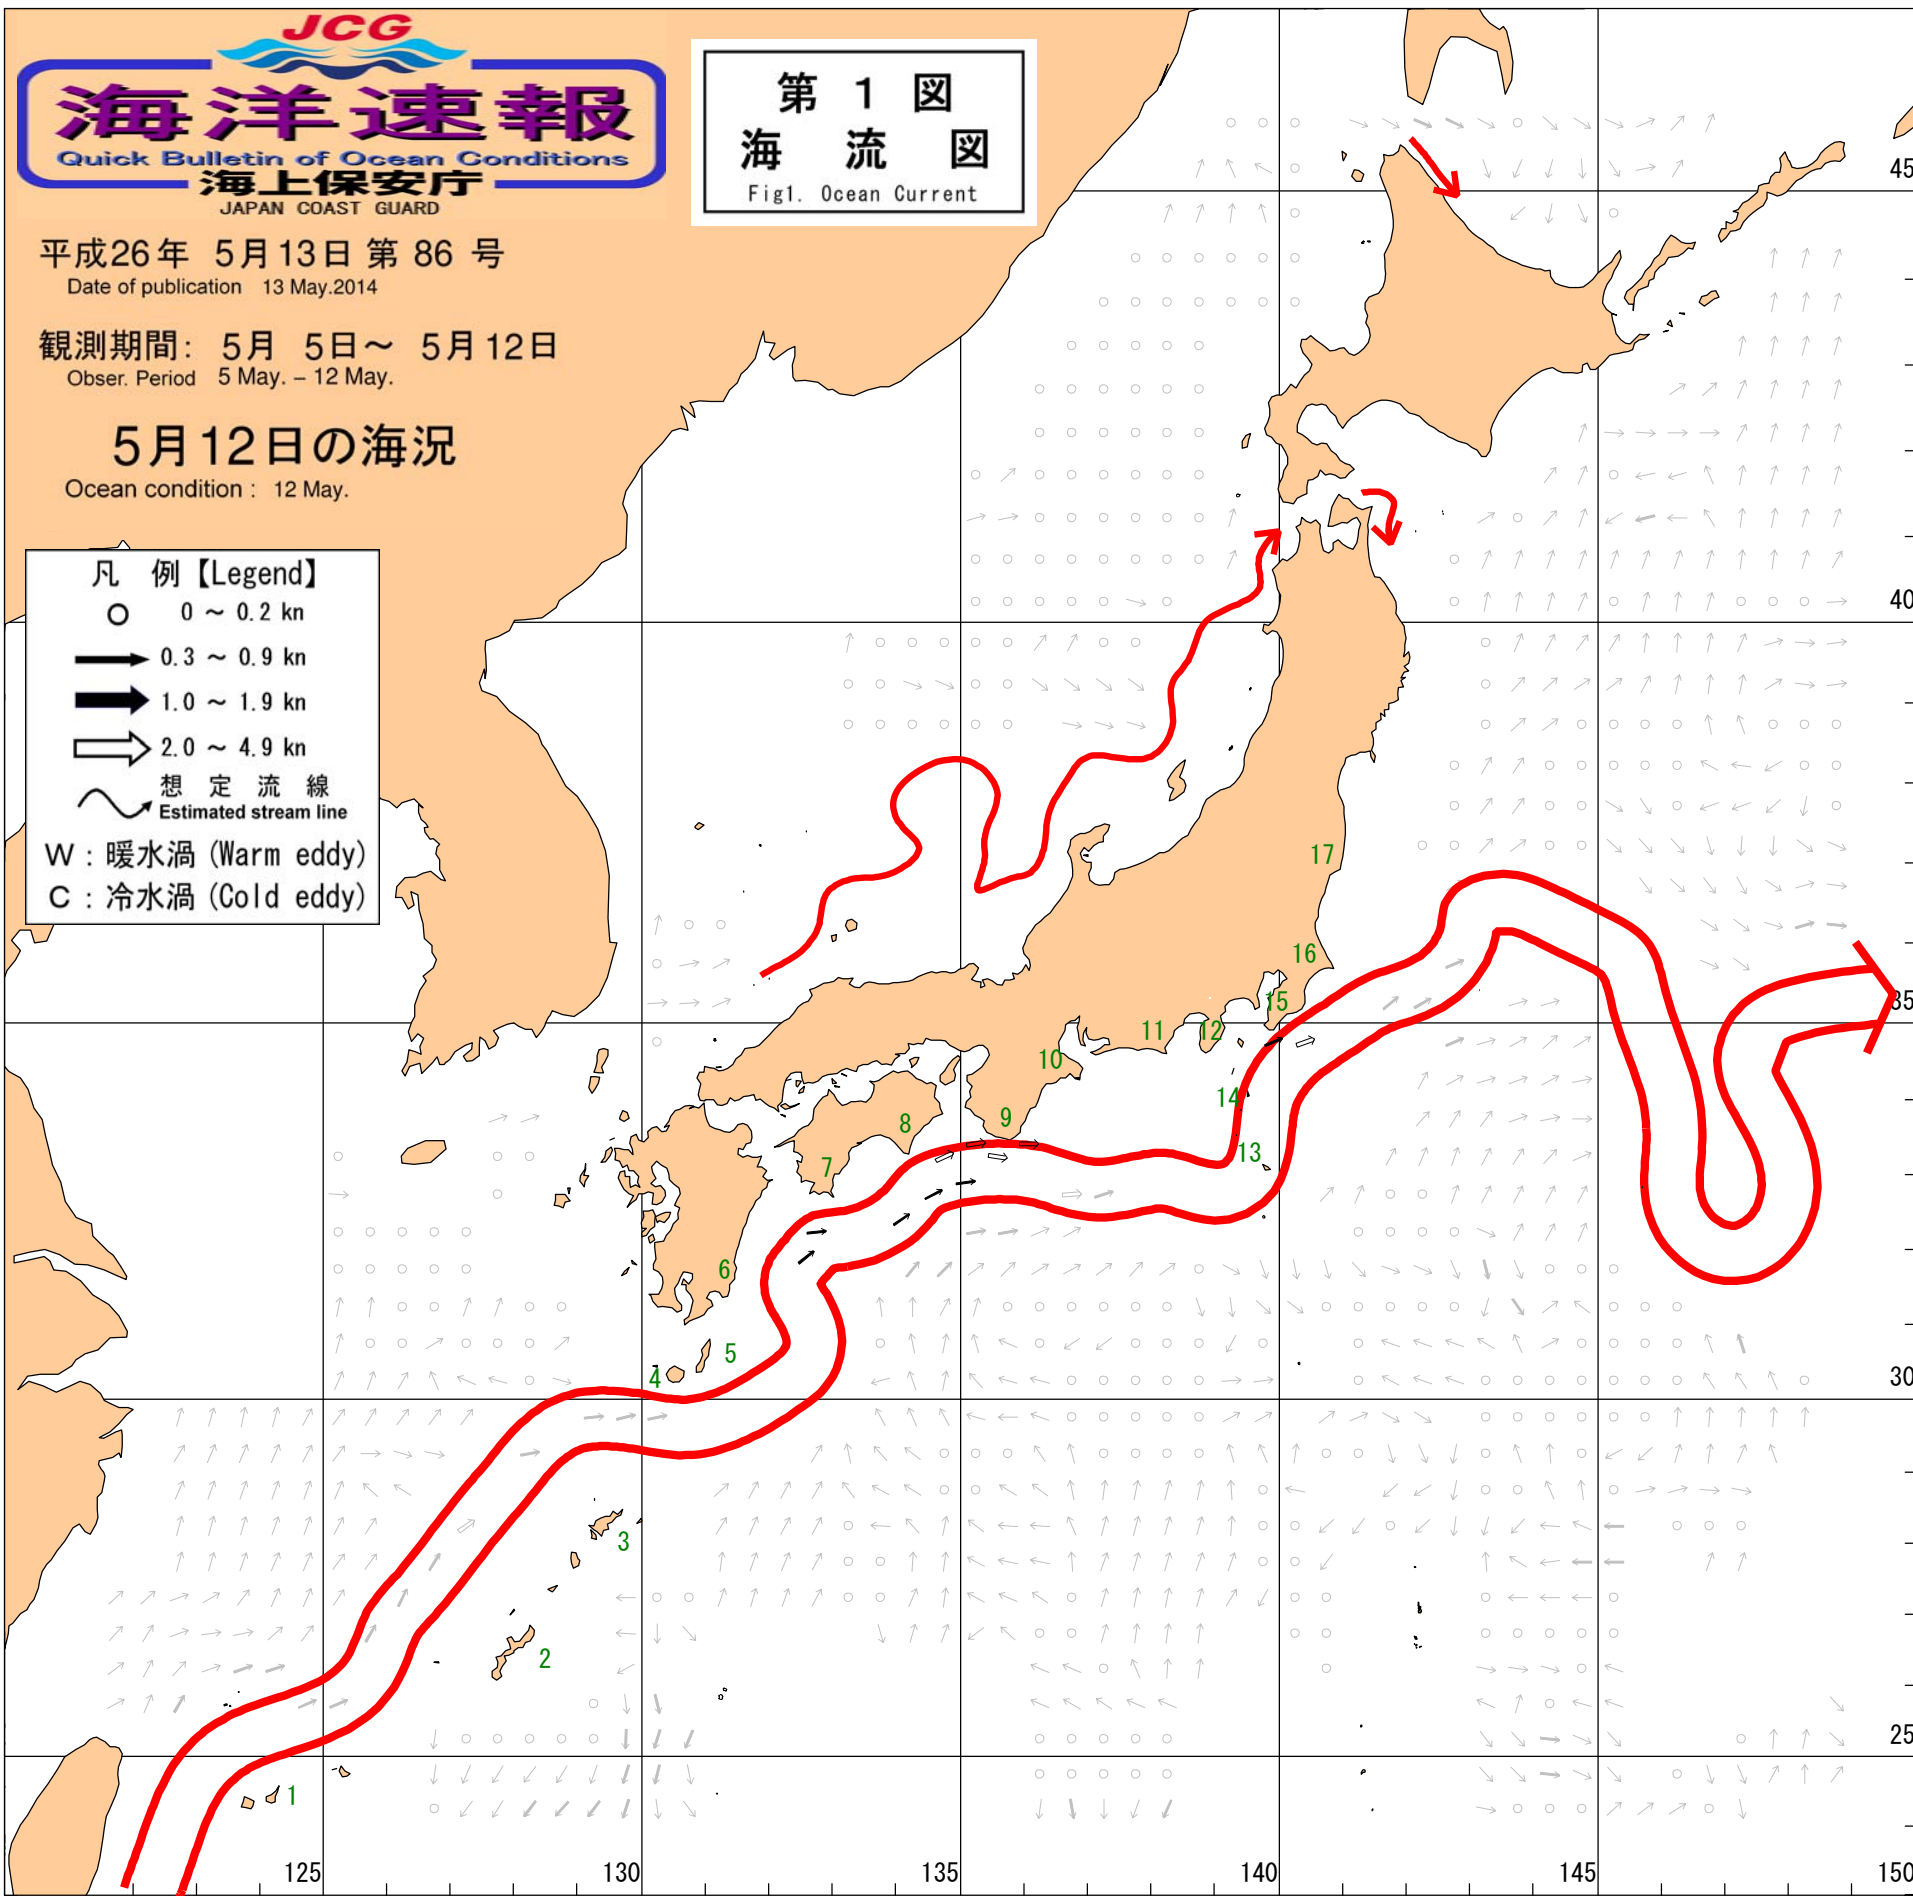 JCG
海洋速報
Quick Bulletin of Ocean Conditions
海上保安庁
JAPAN COAST GUARD
第 1 図
海 流 図
Fig1. Ocean Current
平成26年 5月13日 第 86 号
Date of publication 13 May.2014
観測期間: 5月 5日～ 5月12日
Obser. Period 5 May. – 12 May.
5月12日の海況
Ocean condition : 12 May.
凡 例【Legend】
0 ～ 0.2 kn
0.3 ～ 0.9 kn
1.0 ～ 1.9 kn
2.0 ～ 4.9 kn
想 定 流 線
Estimated stream line
W : 暖水渦 (Warm eddy)
C : 冷水渦 (Cold eddy)
45
40
35
30
25
17
16
15
12
11
10
14
9
8
13
7
6
5
4
3
2
1
125
130
135
140
145
150